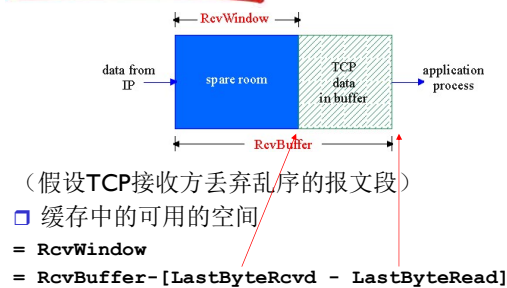 RcvWindow
data from
IP
spare room
TCP
data
in buffer
application
process
RcvBuffer
（假设TCP接收方丢弃乱序的报文段）
缓存中的可用的空间
= RcvWindow
= RcvBuffer-[LastByteRcvd - LastByteRead]